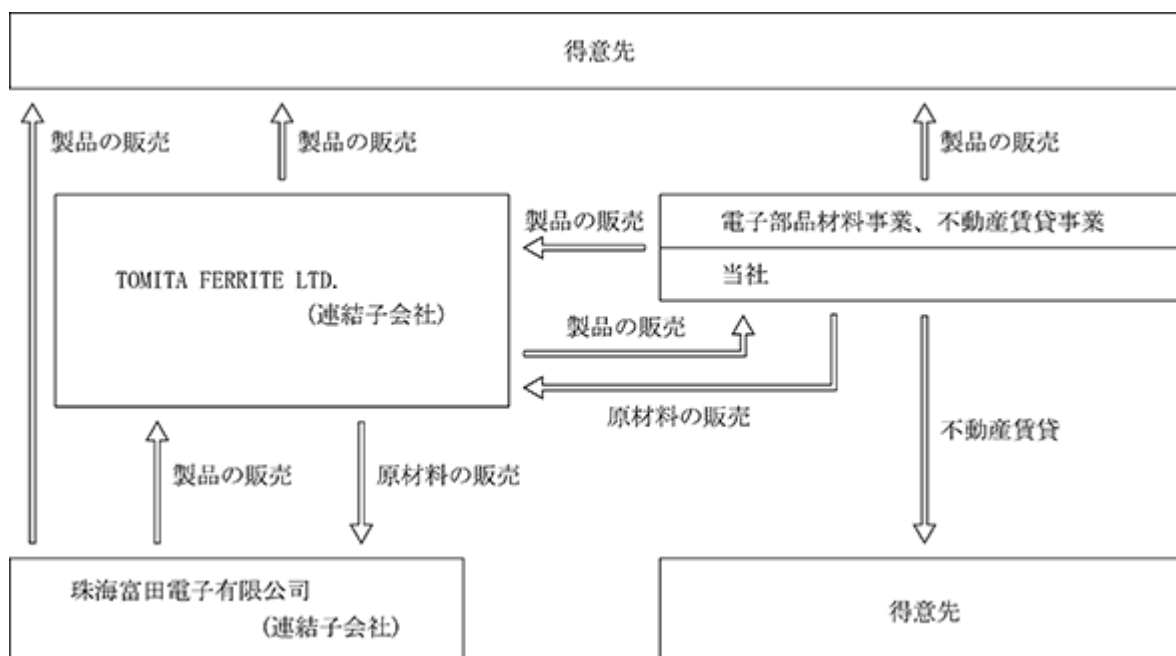 得意先
製品の販売
製品の販売
製品の販売
電子部品材料事業、不動産賃貸事業
製品の販売
当社
TOMITA FERRITE LTD.
(連結子会社)
製品の販売
原材料の販売
不動産賃貸
製品の販売
原材料の販売
珠海富田電子有限公司
(連結子会社)
得意先